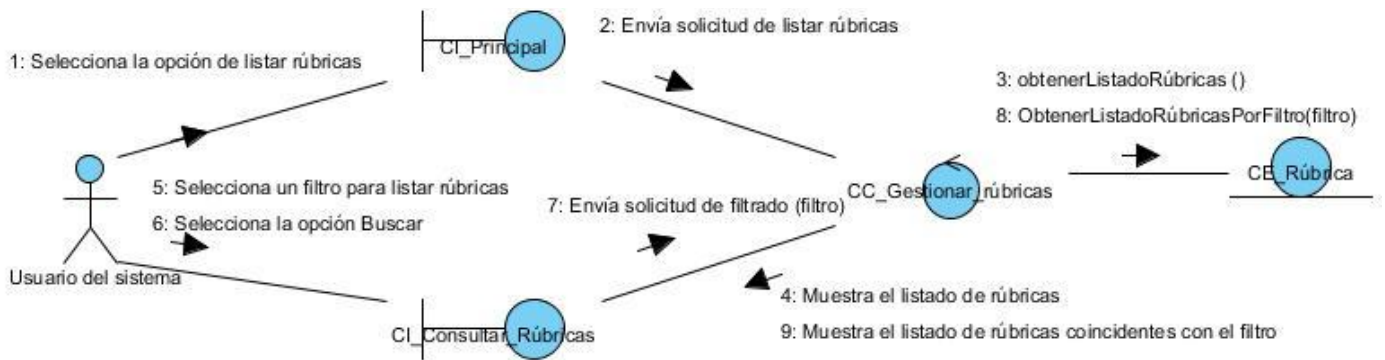 2: Envía solicitud de listar rúbricas
CI_Principal
1: Selecciona la opción de listar rúbricas
3: obtenerListadoRúbricas ()
8: ObtenerListadoRúbricasPorFiltro(filtro)
CE_Rúbrica
5: Selecciona un filtro para listar rúbricas
CC_Gestionar_rúbricas
7: Envía solicitud de filtrado (filtro)
6: Selecciona la opción Buscar
Usuario del sistema
4: Muestra el listado de rúbricas
9: Muestra el listado de rúbricas coincidentes con el filtro
CI_Consultar_Rúbricas